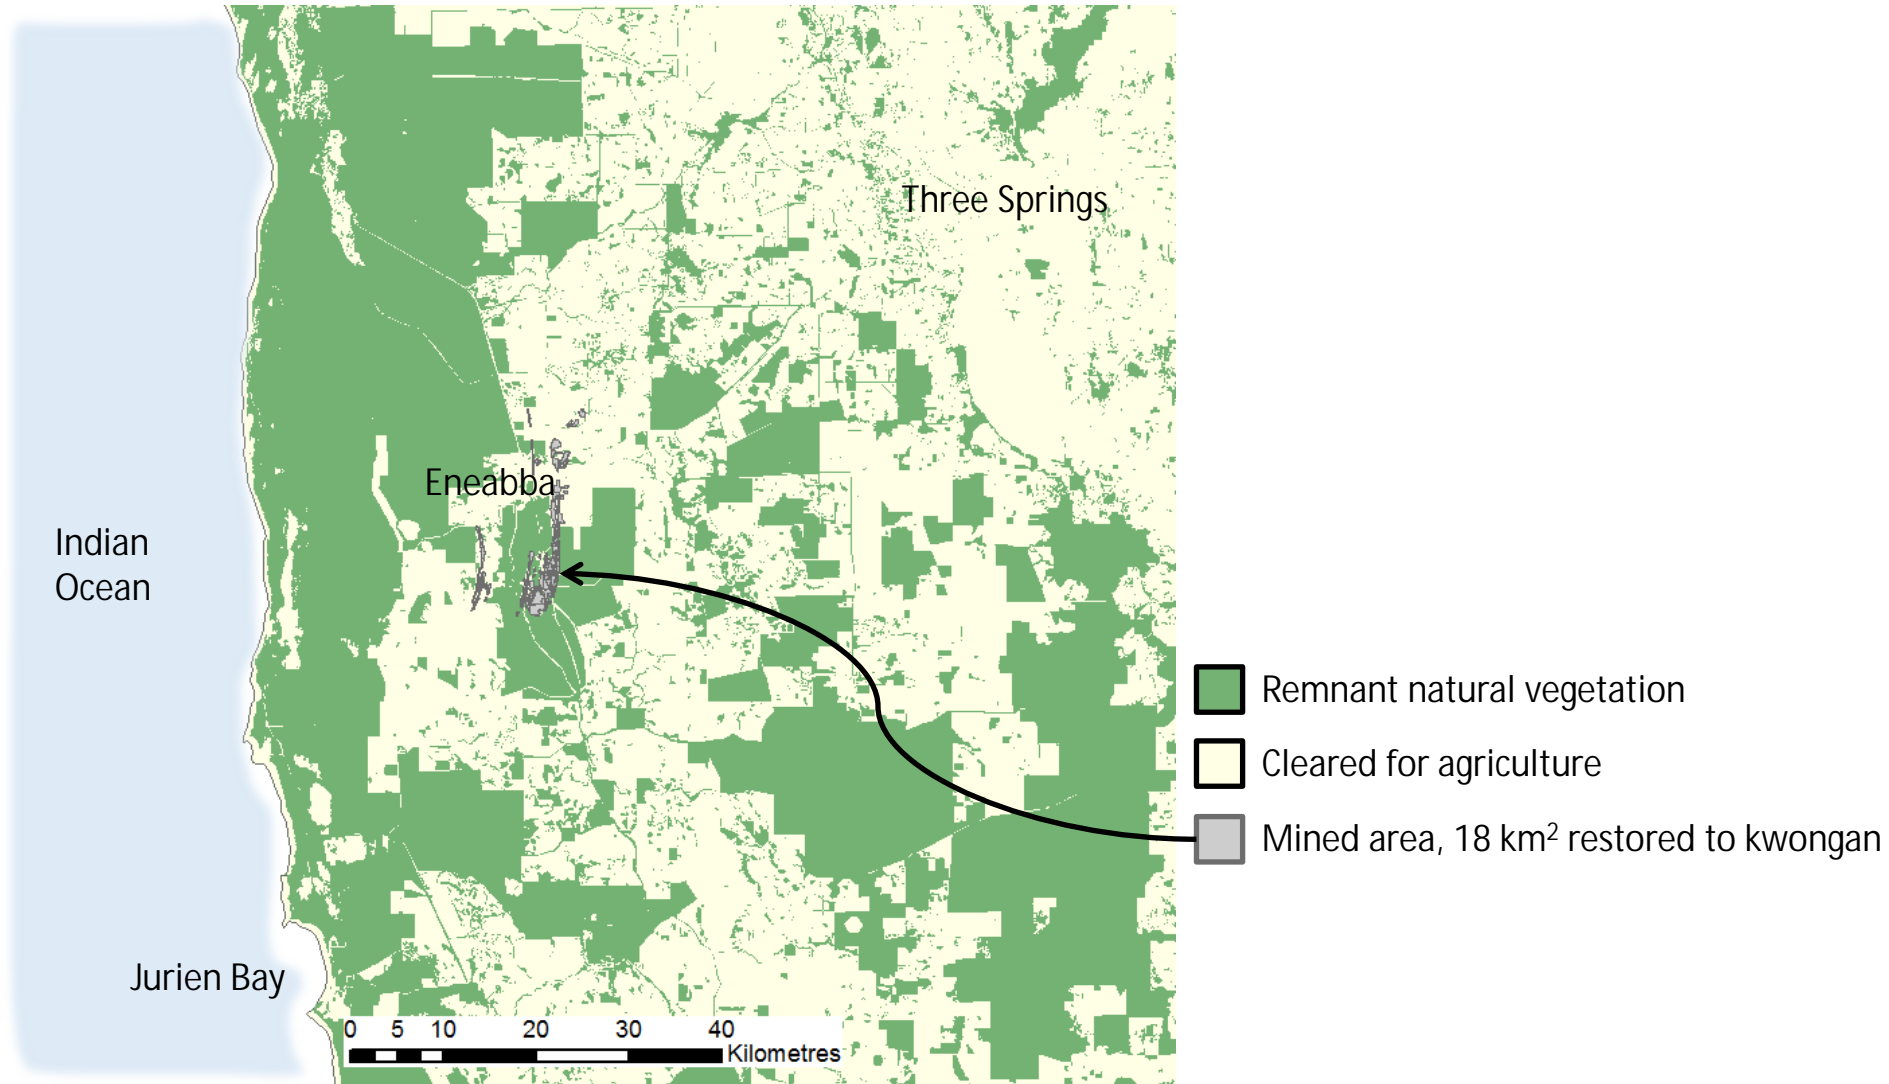 Three Springs
Eneabba
Indian
Ocean
Jurien Bay
0 5 10 20 30 40
Kilometres
Remnant natural vegetation
Cleared for agriculture
Mined area, 18 km² restored to kwongan